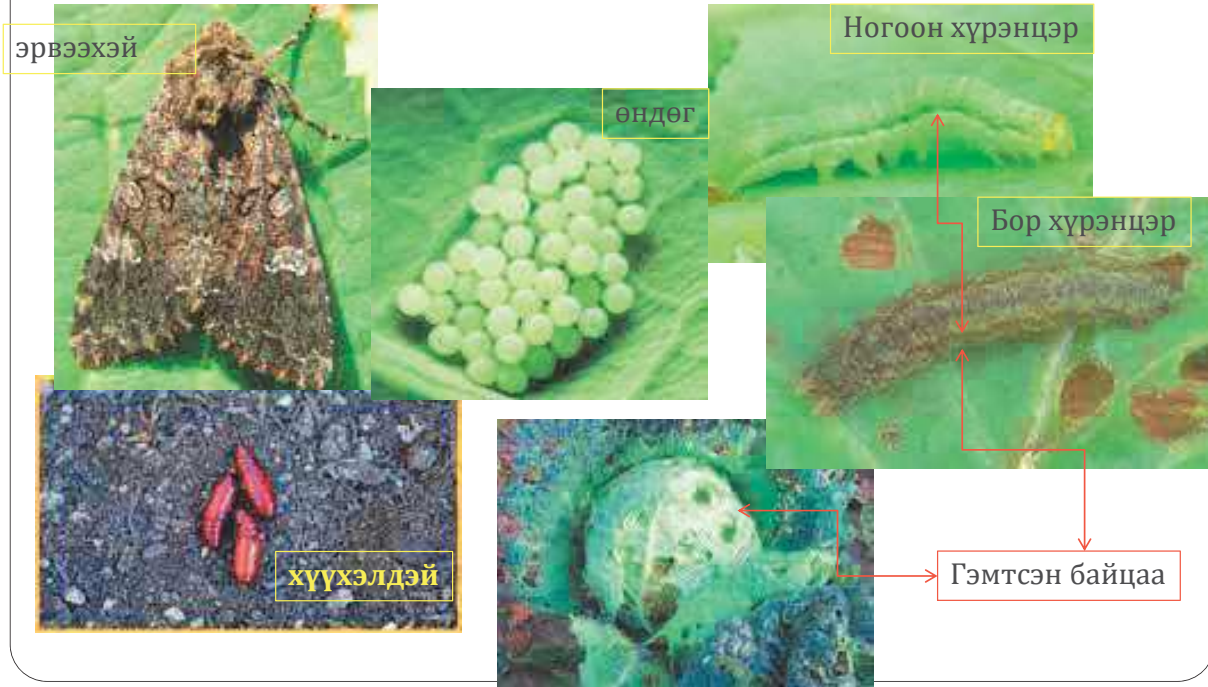 эрвээхэй
өндөг
Ногоон хүрэнцэр
Бор хүрэнцэр
хүүхэлдэй
Гэмтсэн байцаа